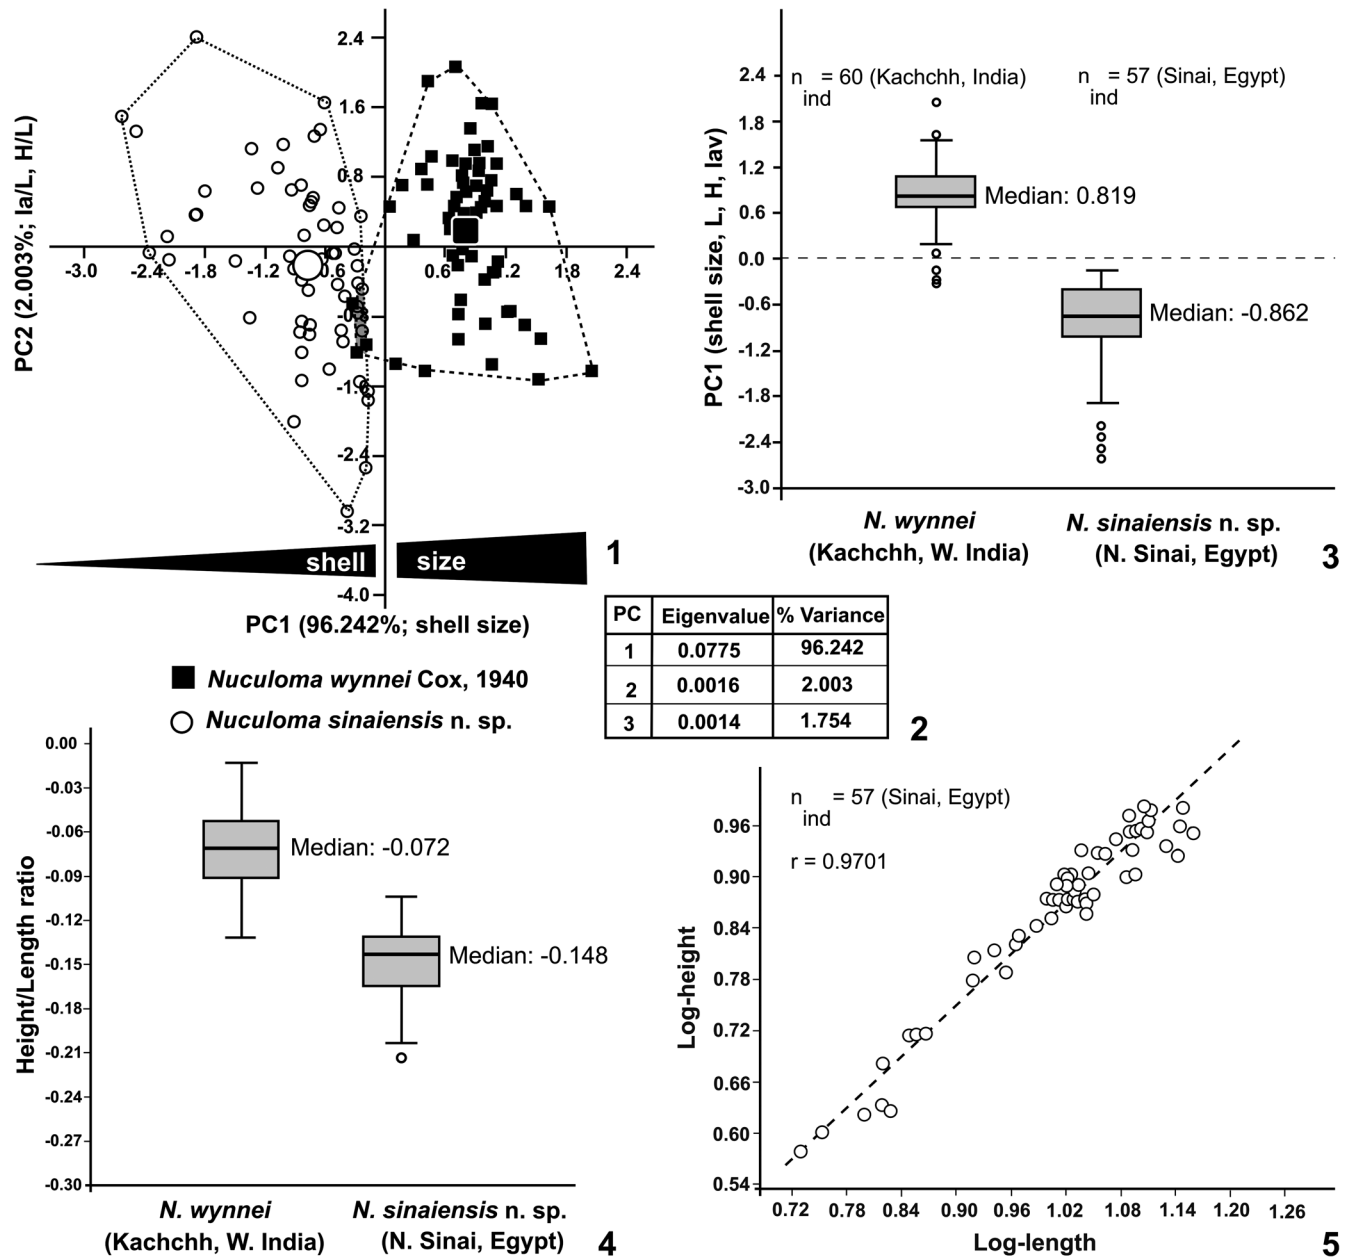 PC2 (2.003%; la/L, H/L)
2.4
1.6
0.8
-3.0
-2.4
-1.8
-1.2
0.6
0.6
1.2
1.8
2.4
-0.8
-1.6
-2.4
-3.2
-4.0
shell
size
1
PC1 (96.242%; shell size)
Nuculoma wynnei Cox, 1940
Nuculoma sinaiensis n. sp.
PC Eigenvalue % Variance
1 0.0775 96.242
2 0.0016 2.003
3 0.0014 1.754
2
PC1 (shell size, L, H, lav)
2.4
1.8
1.2
0.6
0.0
-0.6
-1.2
-1.8
-2.4
-3.0
n ind = 60 (Kachchh, India)
n ind = 57 (Sinai, Egypt)
Median: 0.819
Median: -0.862
N. wynnei
(Kachchh, W. India)
N. sinaiensis n. sp.
(N. Sinai, Egypt)
3
Height/Length ratio
0.00
-0.03
-0.06
-0.09
-0.12
-0.15
-0.18
-0.21
-0.24
-0.27
-0.30
Median: -0.072
Median: -0.148
N. wynnei
(Kachchh, W. India)
N. sinaiensis n. sp.
(N. Sinai, Egypt)
4
Log-height
0.96
0.90
0.84
0.78
0.72
0.66
0.60
0.54
n ind = 57 (Sinai, Egypt)
r = 0.9701
0.72 0.78 0.84 0.90 0.96 1.02 1.08 1.14 1.20 1.26
Log-length
5